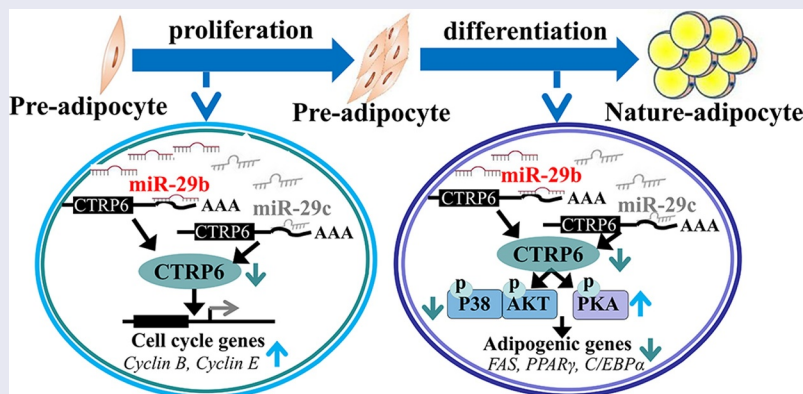 proliferation
differentiation
Pre-adipocyte
Pre-adipocyte
Nature-adipocyte
miR-29b
CTRP6
AAA
miR-29c
CTRP6
AAA
CTRP6
Cell cycle genes
Cyclin B, Cyclin E
miR-29b
CTRP6
AAA
miR-29c
CTRP6
AAA
CTRP6
p
p
p
P38
AKT
PKA
Adipogenic genes
FAS, PPARγ, C/EBPα